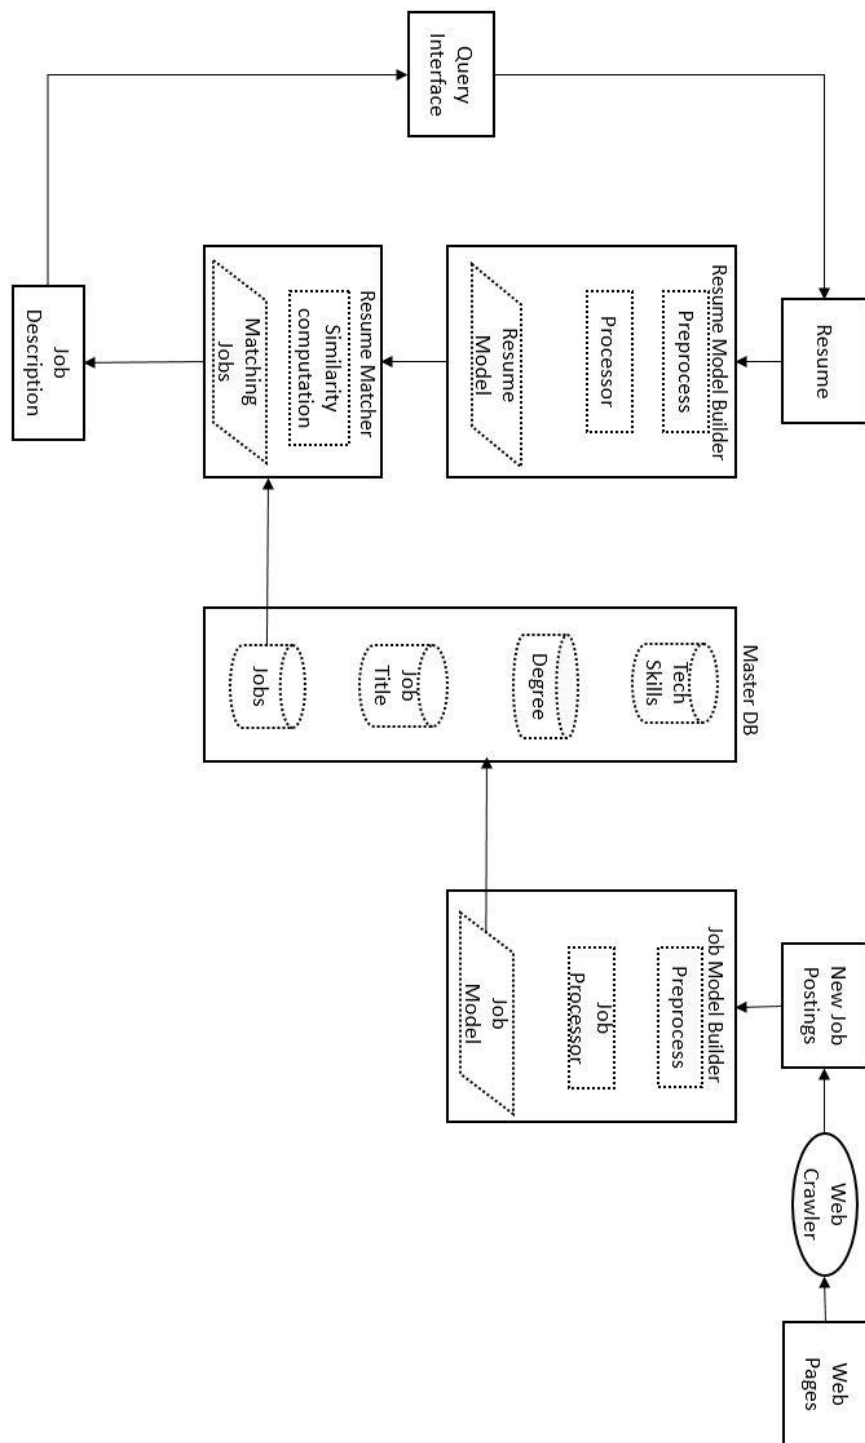 Query
Interface
Resume
Resume Model Builder
Preprocess
Processor
Resume
Model
Resume Matcher
Similarity
computation
Matching
Jobs
Job
Description
Master DB
Tech
Skills
Degree
Job
Title
Jobs
New Job
Postings
Job Model Builder
Preprocess
Job
Processor
Job
Model
Web
Crawler
Web
Pages